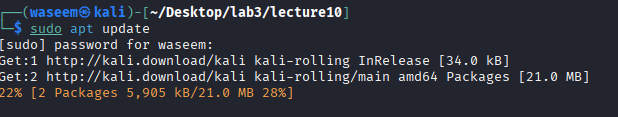 ┌──(waseem㉿kali)-[~/Desktop/lab3/lecture10]
└─$ sudo apt update
[sudo] password for waseem:
Get:1 http://kali.download/kali kali-rolling InRelease [34.0 kB]
Get:2 http://kali.download/kali kali-rolling/main amd64 Packages [21.0 MB]
22% [2 Packages 5,905 kB/21.0 MB 28%]